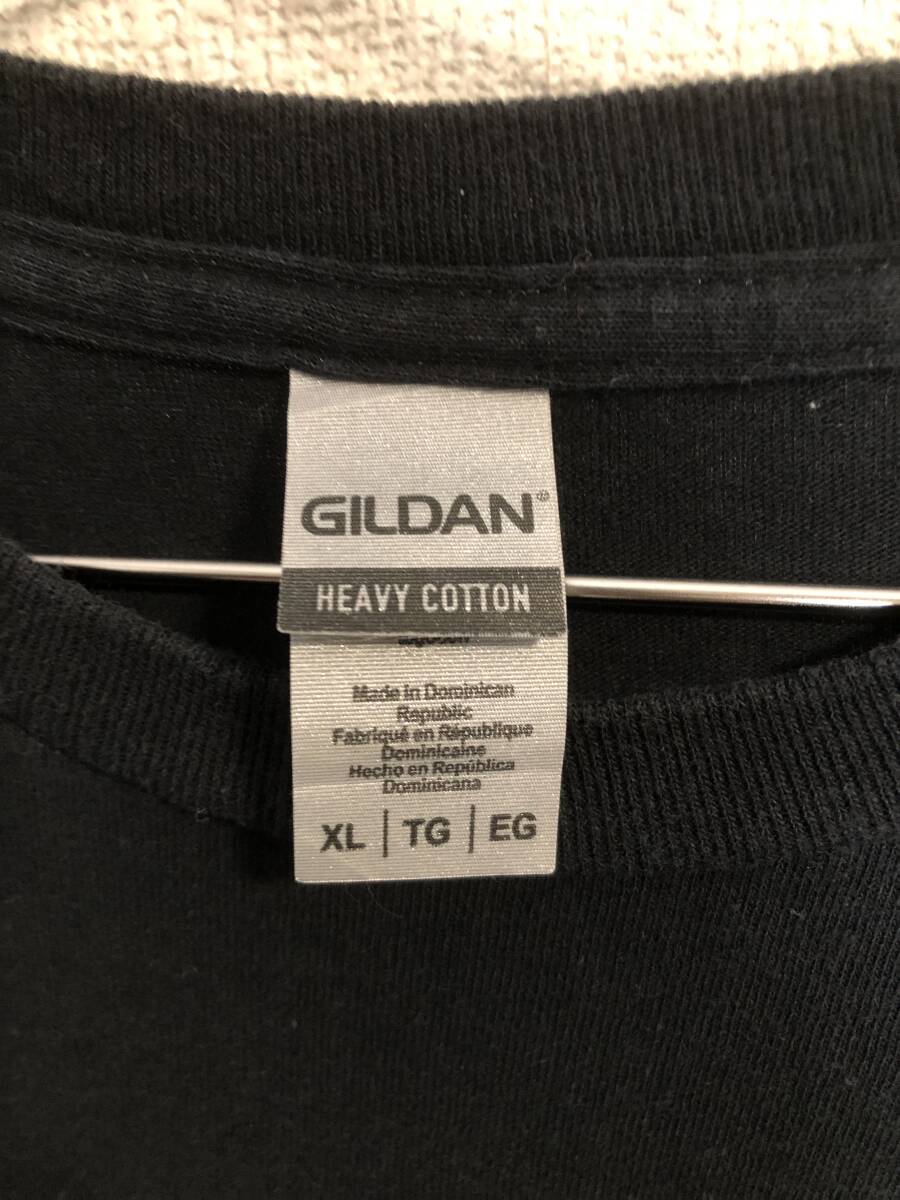 GILDAN®
HEAVY COTTON
Made in Dominican
Republic
Fabriqué en République
Dominicaine
Hecho en República
Dominicana
XL | TG | EG